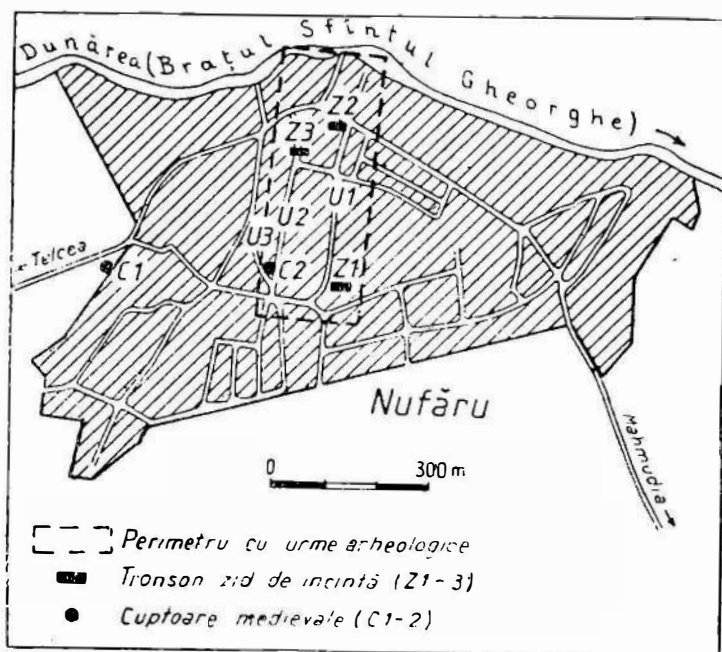 Dunărea (Brațul Sfîntul Gheorghe)
Z2
Z3
U1
U2
U3
C2
Z1
Tulcea
C1
Nufăru
Mahmudia
0 300 m
Perimetru cu urme arheologice
Tronson zid de incintă (Z1-3)
Cuptoare medievale (C1-2)